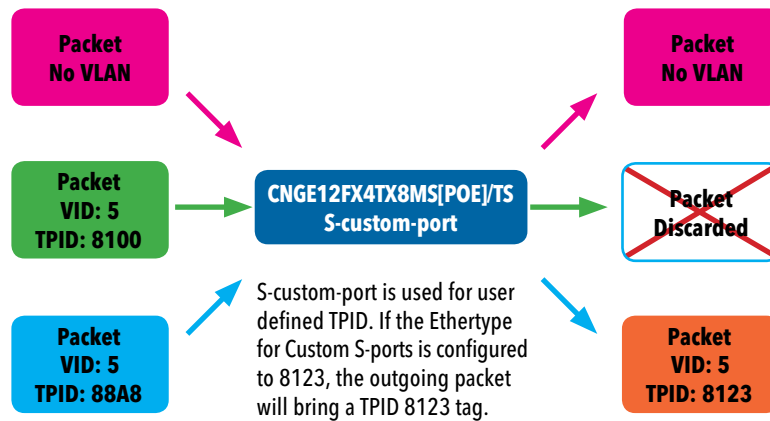 Packet
No VLAN
Packet
No VLAN
Packet
VID: 5
TPID: 8100
CNGE12FX4TX8MS[POE]/TS
S-custom-port
Packet
Discarded
Packet
VID: 5
TPID: 88A8
S-custom-port is used for user
defined TPID. If the Ethertype
for Custom S-ports is configured
to 8123, the outgoing packet
will bring a TPID 8123 tag.
Packet
VID: 5
TPID: 8123